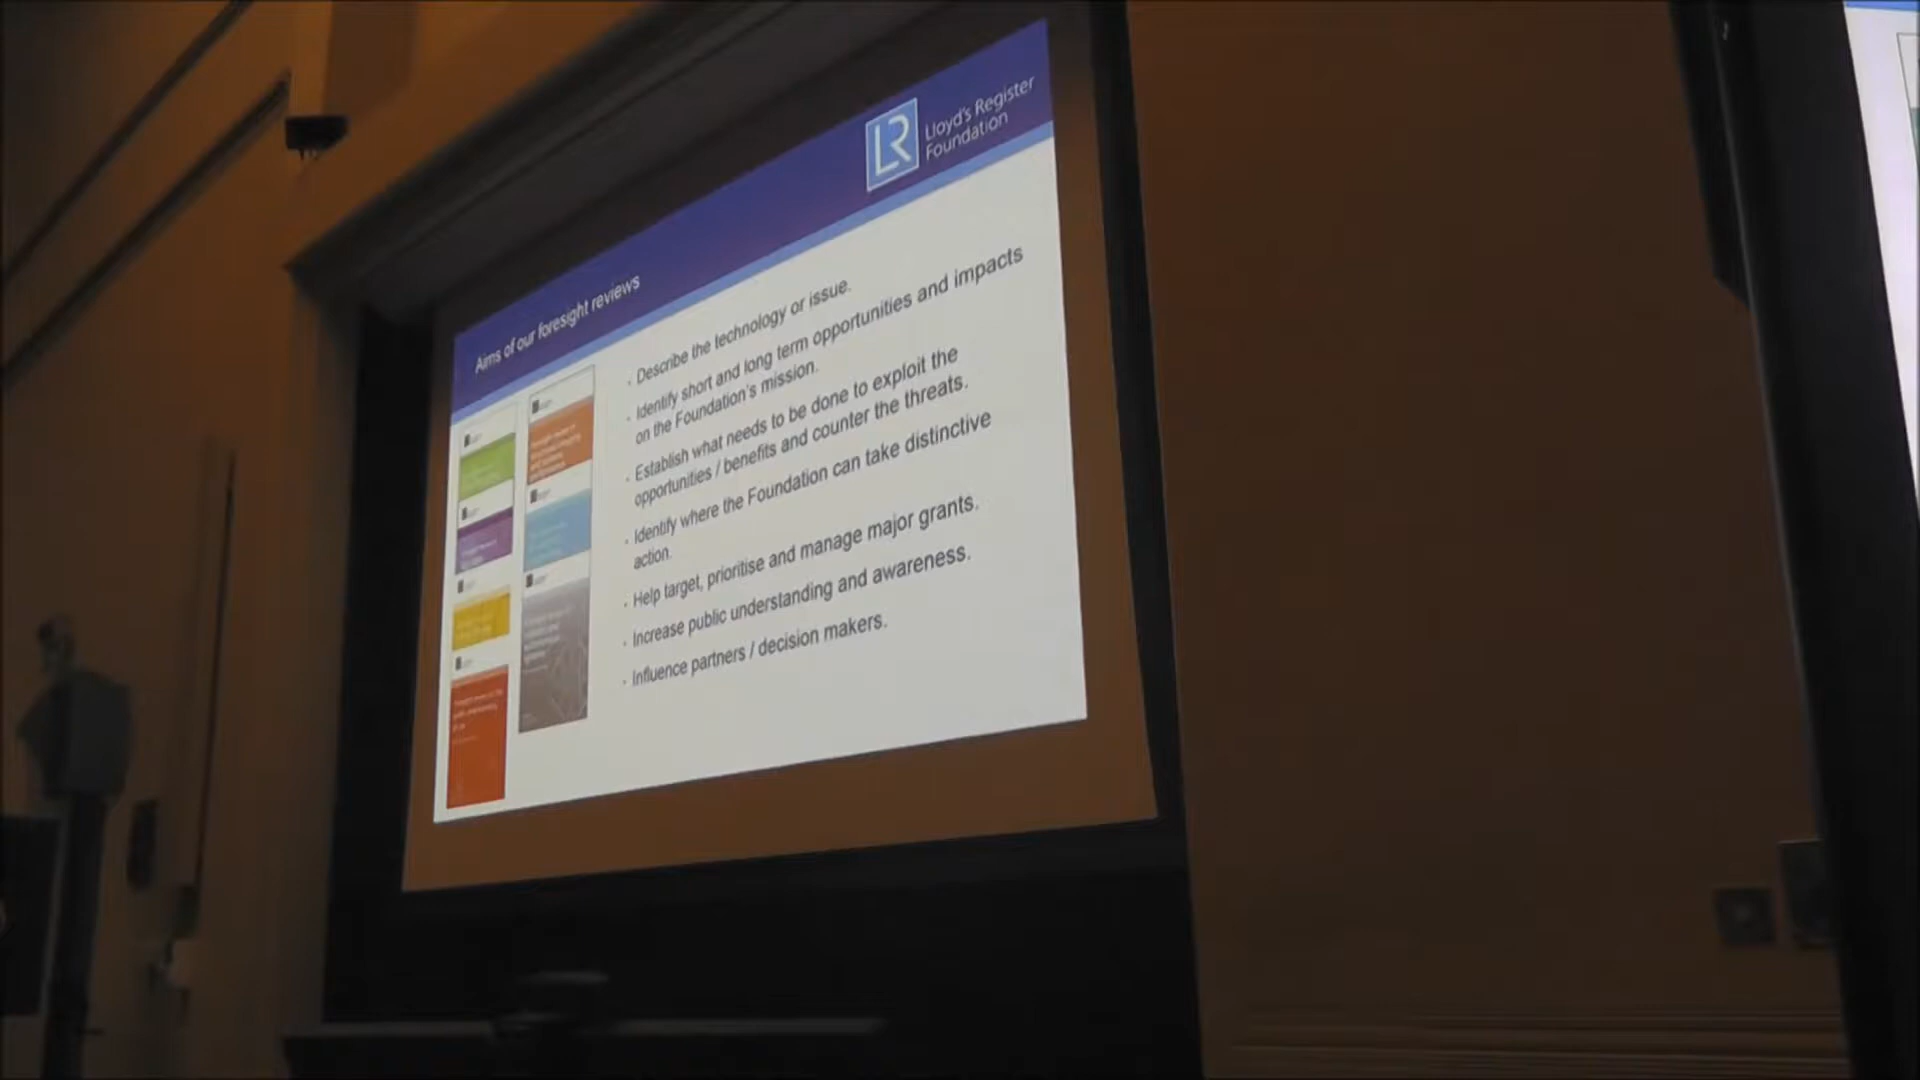 LR
Lloyd's Register
Foundation
Aims of our foresight reviews
· Describe the technology or issue.
· Identify short and long term opportunities and impacts
on the Foundation's mission.
· Establish what needs to be done to exploit the
opportunities / benefits and counter the threats.
· Identify where the Foundation can take distinctive
action.
· Help target, prioritise and manage major grants.
· Increase public understanding and awareness.
· Influence partners / decision makers.